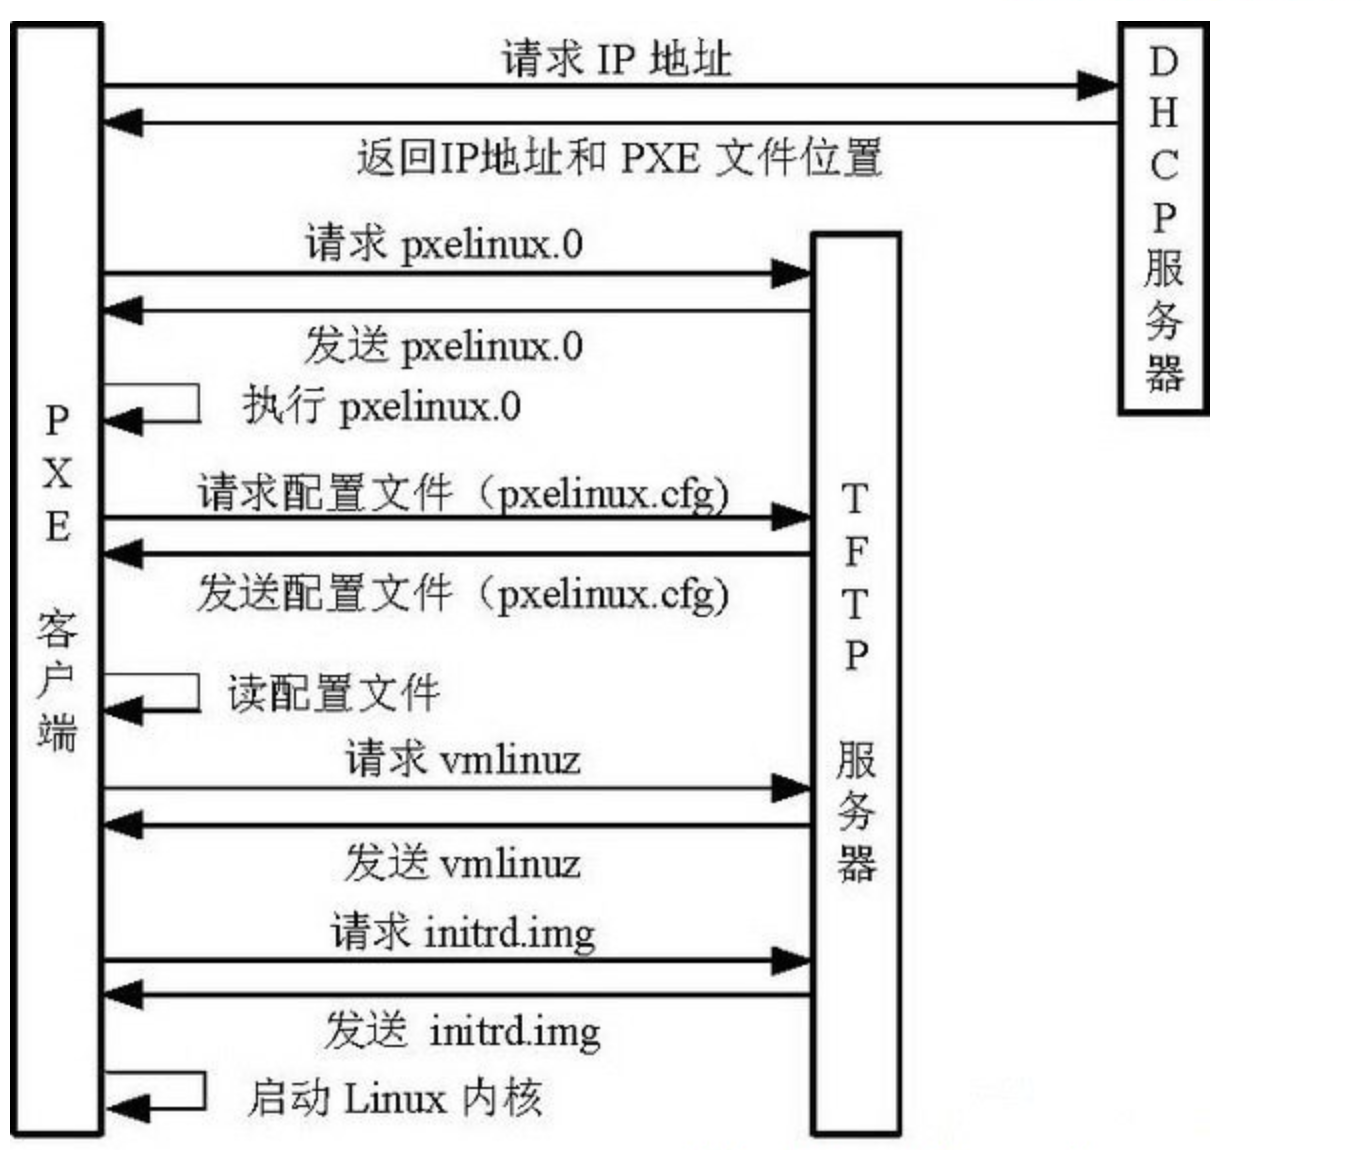 请求 IP 地址
返回IP地址和 PXE 文件位置
DHCP服务器
请求 pxelinux.0
发送 pxelinux.0
执行 pxelinux.0
请求配置文件（pxelinux.cfg)
发送配置文件（pxelinux.cfg)
PXE 客户端
TFTP 服务器
读配置文件
请求 vmlinuz
发送 vmlinuz
请求 initrd.img
发送 initrd.img
启动 Linux 内核